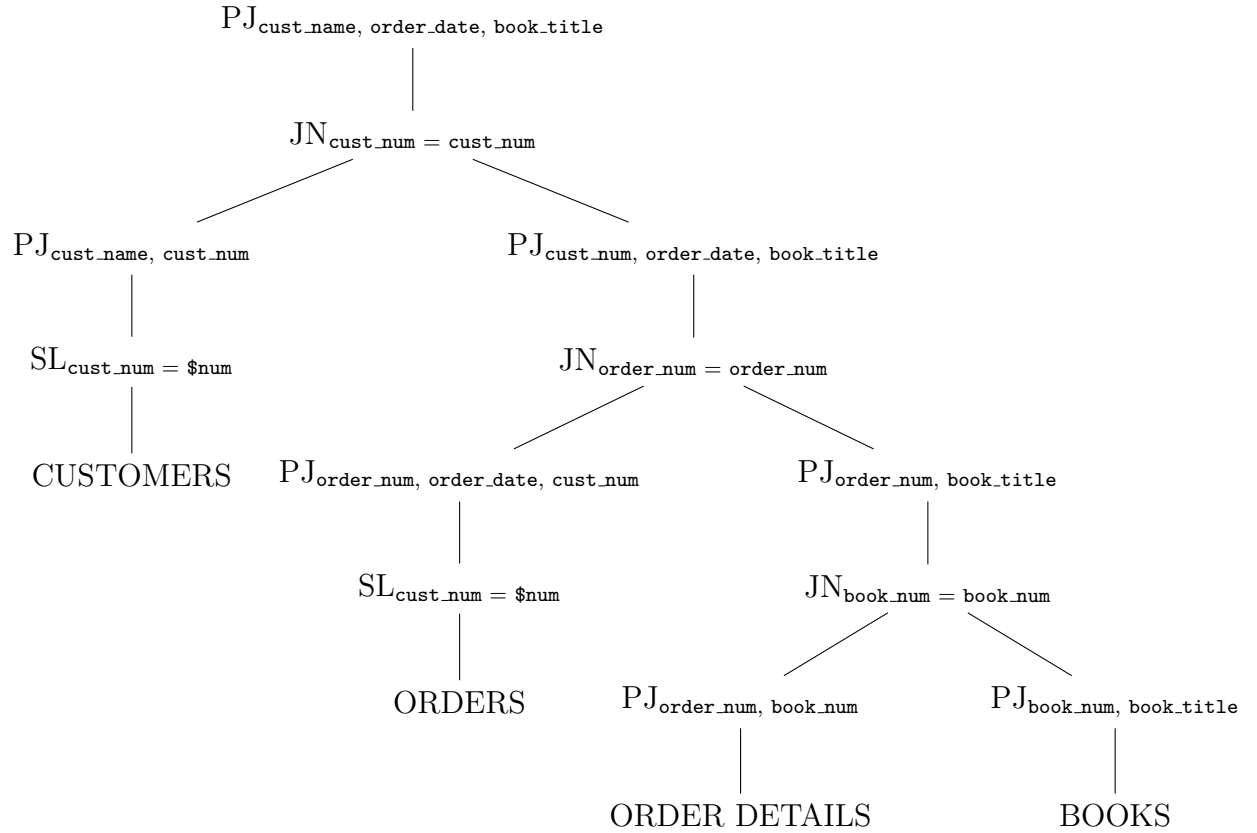 PJcust_name, order_date, book_title
JNcust_num = cust_num
PJcust_name, cust_num
PJcust_num, order_date, book_title
SLcust_num = $num
JNorder_num = order_num
CUSTOMERS
PJorder_num, order_date, cust_num
PJorder_num, book_title
SLcust_num = $num
JNbook_num = book_num
ORDERS
PJorder_num, book_num
PJbook_num, book_title
ORDER DETAILS
BOOKS